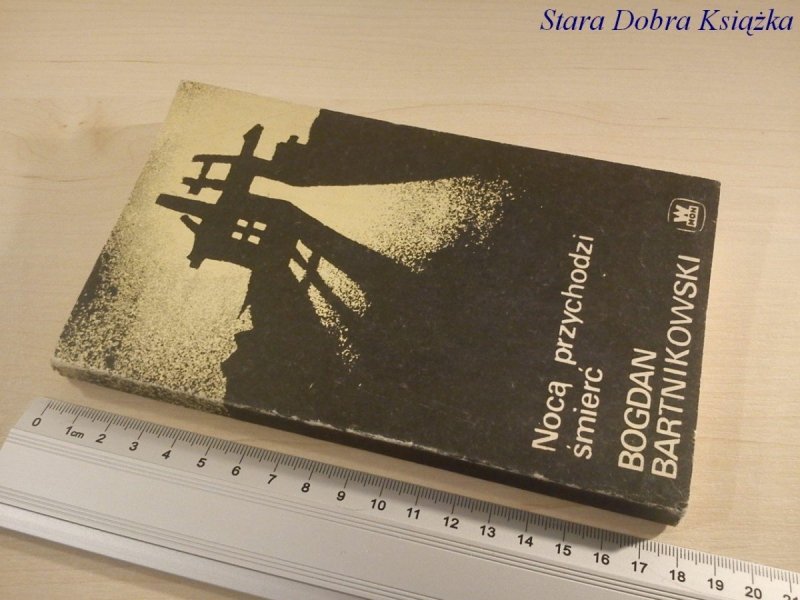 Stara Dobra Książka
W
MON
Nocą przychodzi
śmierć
BOGDAN
BARTNIKOWSKI
0 1cm 2 3 4 5 6 7 8 9 10 11 12 13 14 15 16 17 18 19 20 21